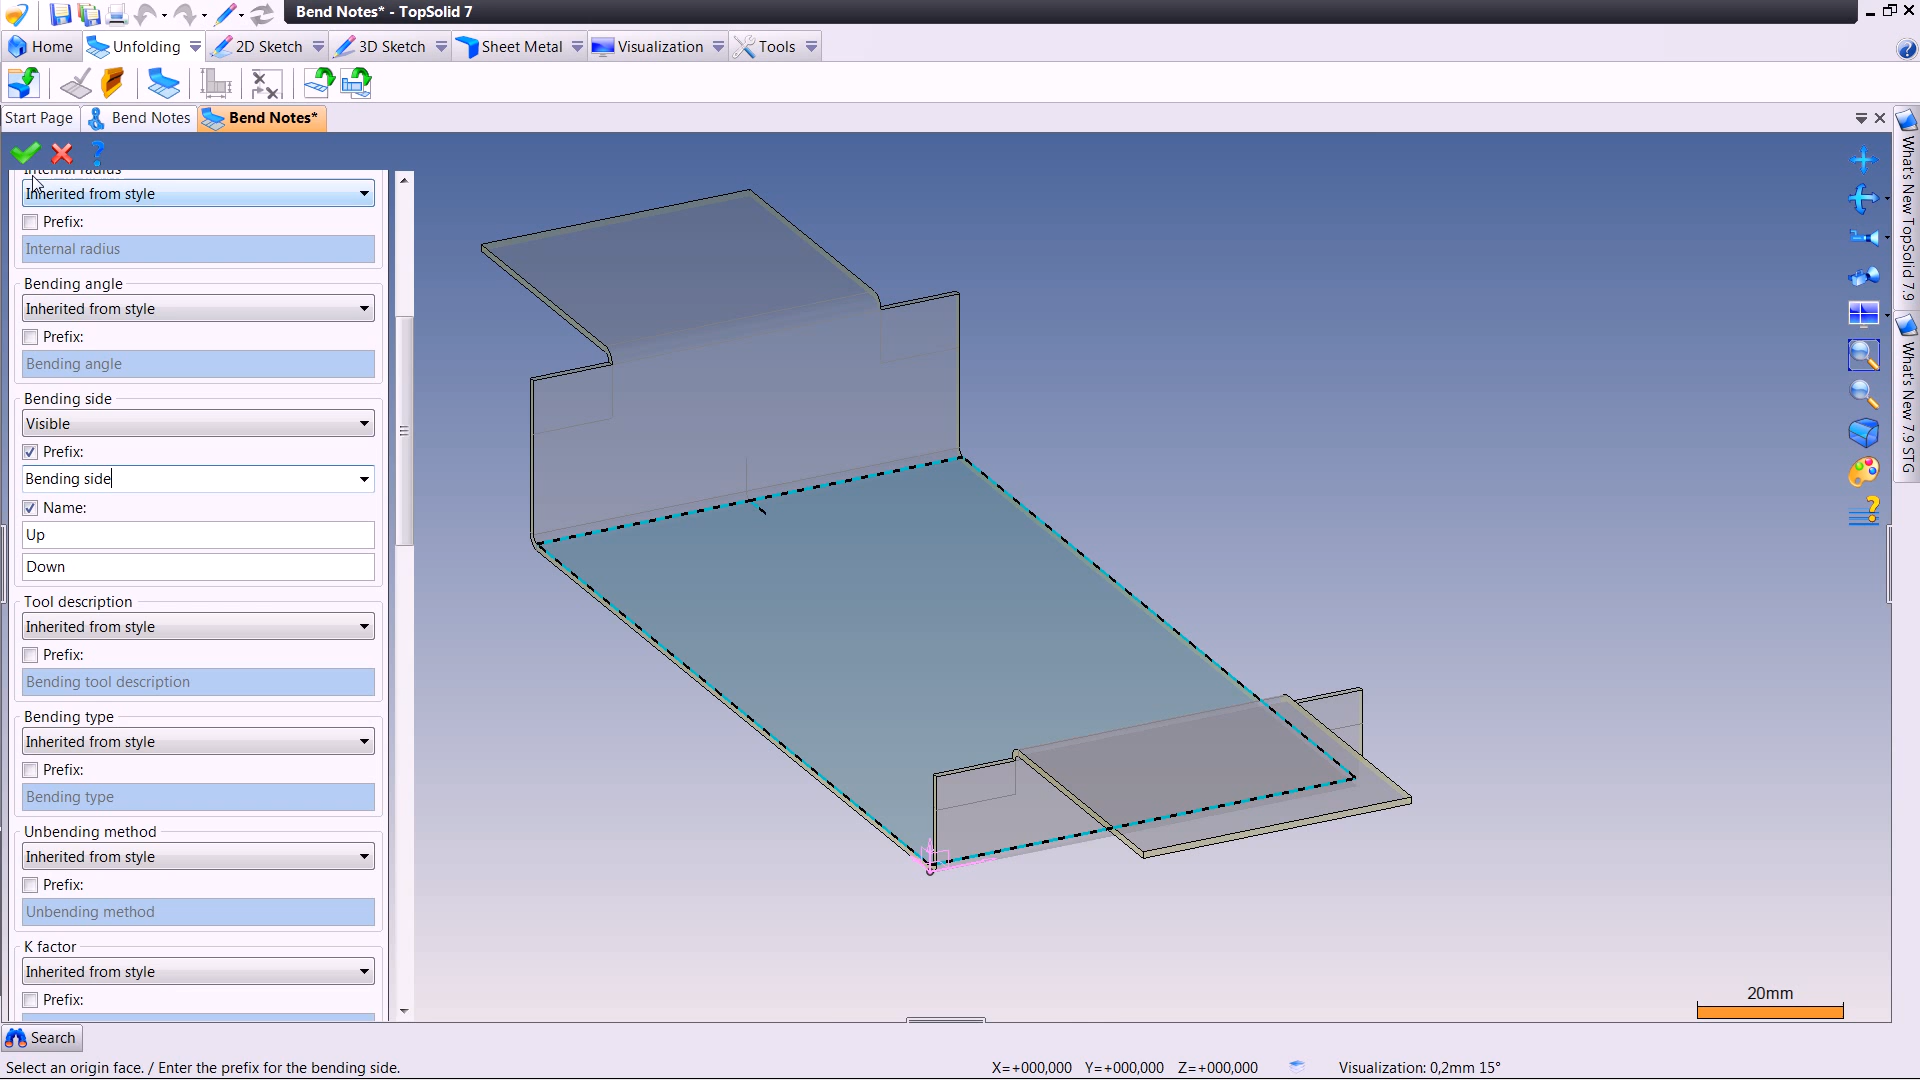 Bend Notes* - TopSolid 7
Home
Unfolding
2D Sketch
3D Sketch
Sheet Metal
Visualization
Tools
Start Page
Bend Notes
Bend Notes*
Internal radius
Inherited from style
Prefix:
Internal radius
Bending angle
Inherited from style
Prefix:
Bending angle
Bending side
Visible
Prefix:
Bending side
Name:
Up
Down
Tool description
Inherited from style
Prefix:
Bending tool description
Bending type
Inherited from style
Prefix:
Bending type
Unbending method
Inherited from style
Prefix:
Unbending method
K factor
Inherited from style
Prefix:
What's New TopSolid 7.9
What's New 7.9 STG
20mm
Search
Select an origin face. / Enter the prefix for the bending side.
X=+000,000 Y=+000,000 Z=+000,000
Visualization: 0,2mm 15°